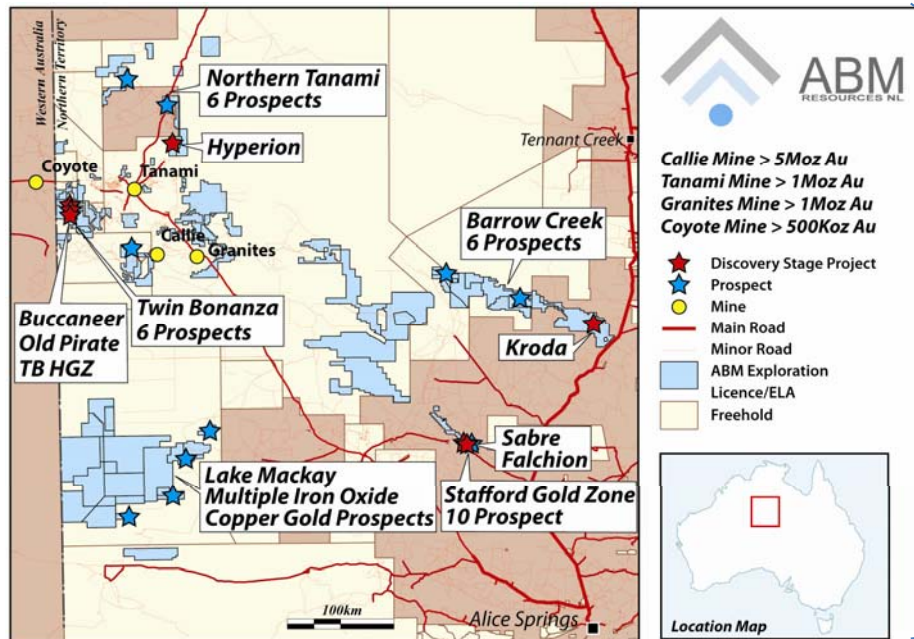 Western Australia
Northern Territory
Northern Tanami
6 Prospects
Hyperion
Coyote
Tanami
Callie
Granites
Buccaneer
Old Pirate
TB HGZ
Twin Bonanza
6 Prospects
Barrow Creek
6 Prospects
Kroda
Tennant Creek
Sabre
Falchion
Stafford Gold Zone
10 Prospect
Lake Mackay
Multiple Iron Oxide
Copper Gold Prospects
100km
Alice Springs
ABM
RESOURCES NL
Callie Mine > 5Moz Au
Tanami Mine > 1Moz Au
Granites Mine > 1Moz Au
Coyote Mine > 500Koz Au
Discovery Stage Project
Prospect
Mine
Main Road
Minor Road
ABM Exploration
Licence/ELA
Freehold
Location Map